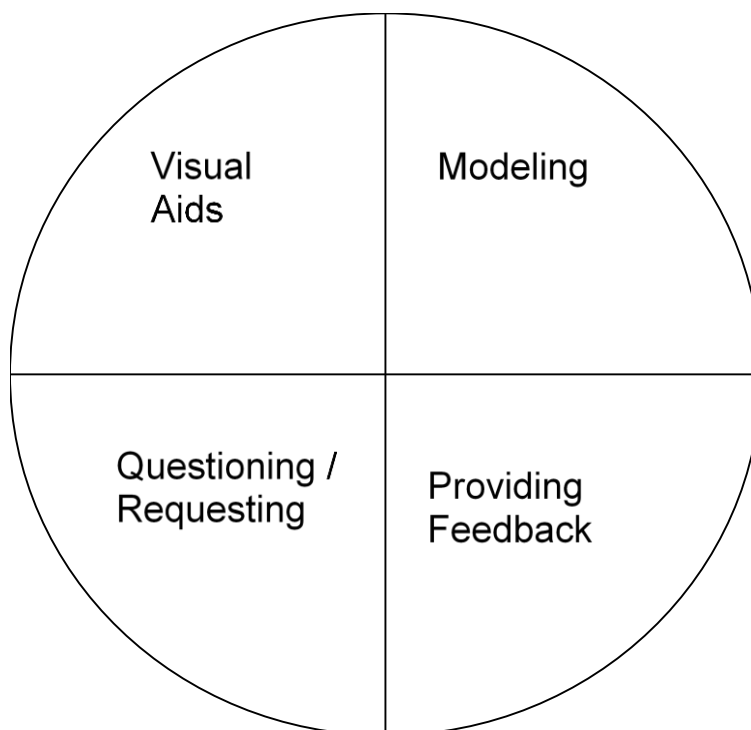 Visual
Aids
Modeling
Questioning /
Requesting
Providing
Feedback